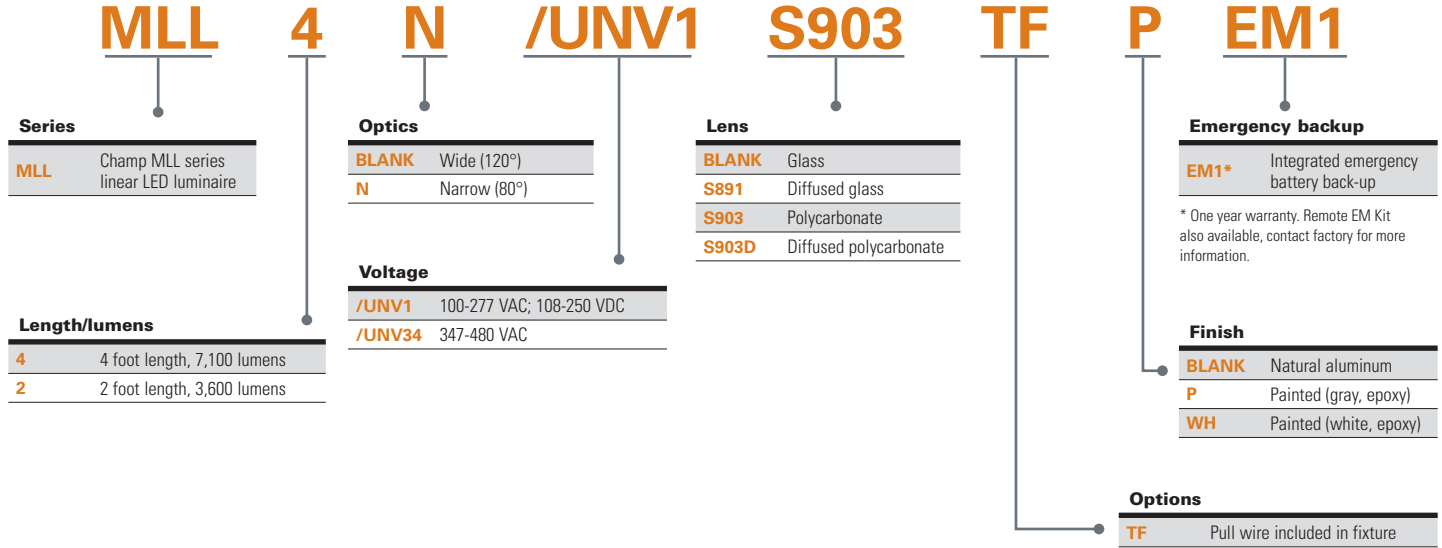 MLL 4 N /UNV1 S903 TF P EM1
Series
MLL Champ MLL series
linear LED luminaire
Length/lumens
4 4 foot length, 7,100 lumens
2 2 foot length, 3,600 lumens
Optics
BLANK Wide (120°)
N Narrow (80°)
Voltage
/UNV1 100-277 VAC; 108-250 VDC
/UNV34 347-480 VAC
Lens
BLANK Glass
S891 Diffused glass
S903 Polycarbonate
S903D Diffused polycarbonate
Emergency backup
EM1* Integrated emergency
battery back-up
* One year warranty. Remote EM Kit
also available, contact factory for more
information.
Finish
BLANK Natural aluminum
P Painted (gray, epoxy)
WH Painted (white, epoxy)
Options
TF Pull wire included in fixture